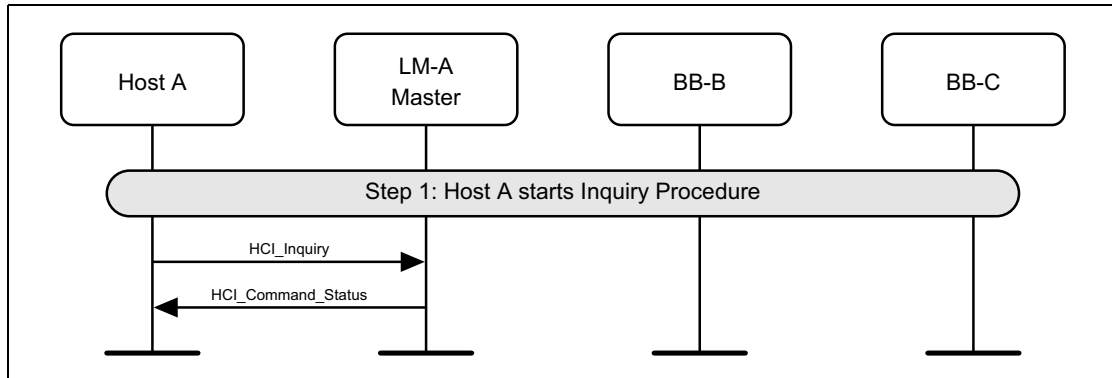 Host A
LM-A
Master
BB-B
BB-C
Step 1: Host A starts Inquiry Procedure
HCI_Inquiry
HCI_Command_Status